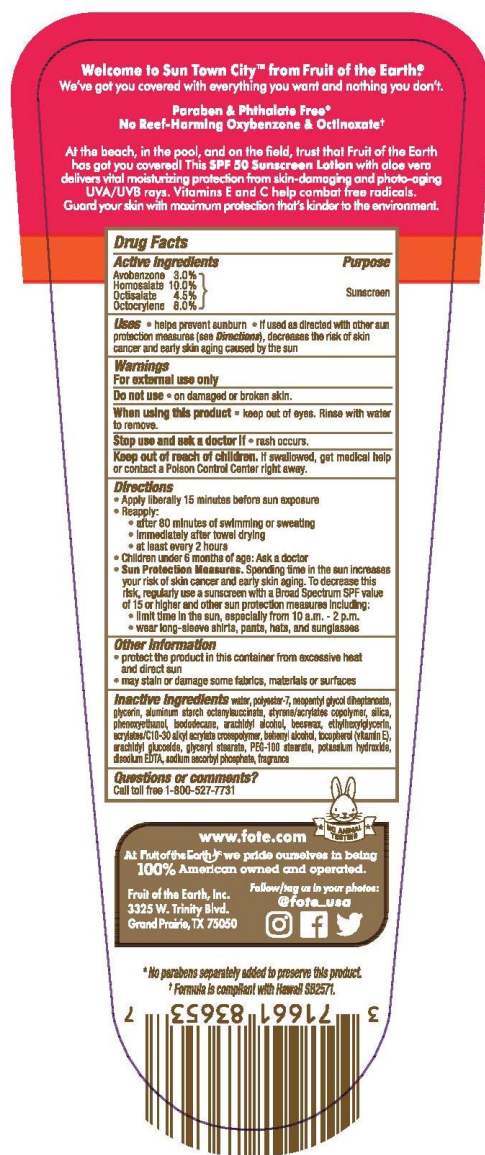 Welcome to Sun Town City™ from Fruit of the Earth®
We've got you covered with everything you want and nothing you don't.
Paraben & Phthalate Free*
No Reef-Harming Oxybenzone & Octinoxate†
At the beach, in the pool, and on the field, trust that Fruit of the Earth
has got you covered! This SPF 50 Sunscreen Lotion with aloe vera
delivers vital moisturizing protection from skin-damaging and photo-aging
UVA/UVB rays. Vitamins E and C help combat free radicals.
Guard your skin with maximum protection that's kinder to the environment.
Drug Facts
Active Ingredients Purpose
Avobenzone 3.0%
Homosalate 10.0%
Octisalate 4.5%
Octocrylene 8.0%
Sunscreen
Uses • helps prevent sunburn • if used as directed with other sun
protection measures (see Directions), decreases the risk of skin
cancer and early skin aging caused by the sun
Warnings
For external use only
Do not use • on damaged or broken skin.
When using this product • keep out of eyes. Rinse with water
to remove.
Stop use and ask a doctor if • rash occurs.
Keep out of reach of children. If swallowed, get medical help
or contact a Poison Control Center right away.
Directions
• Apply liberally 15 minutes before sun exposure
• Reapply:
• after 80 minutes of swimming or sweating
• immediately after towel drying
• at least every 2 hours
• Children under 6 months of age: Ask a doctor
• Sun Protection Measures. Spending time in the sun increases
your risk of skin cancer and early skin aging. To decrease this
risk, regularly use a sunscreen with a Broad Spectrum SPF value
of 15 or higher and other sun protection measures including:
• limit time in the sun, especially from 10 a.m. - 2 p.m.
• wear long-sleeve shirts, pants, hats, and sunglasses
Other Information
• protect the product in this container from excessive heat
and direct sun
• may stain or damage some fabrics, materials or surfaces
Inactive Ingredients water, polyester-7, neopentyl glycol diheptanoate,
glycerin, aluminum starch octenylsuccinate, styrene/acrylates copolymer, silica,
phenoxyethanol, isododecane, arachidyl alcohol, beeswax, ethylhexylglycerin,
acrylates/C10-30 alkyl acrylate crosspolymer, behenyl alcohol, tocopherol (vitamin E),
arachidyl glucoside, glyceryl stearate, PEG-100 stearate, potassium hydroxide,
disodium EDTA, sodium ascorbyl phosphate, fragrance
Questions or comments?
Call toll free 1-800-527-7731
NO ANIMAL
TESTING
www.fote.com
At Fruit of the Earth® we pride ourselves in being
100% American owned and operated.
Fruit of the Earth, Inc.
3325 W. Trinity Blvd.
Grand Prairie, TX 75050
Follow/tag us in your photos:
@fote_usa
*No parabens separately added to preserve this product.
† Formula is compliant with Hawaii SB2571.
3 71661 83653 7